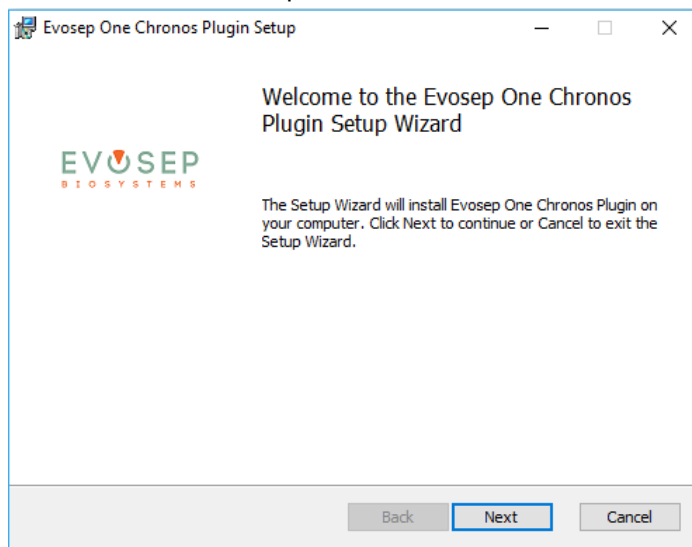 Evosep One Chronos Plugin Setup
Welcome to the Evosep One Chronos
Plugin Setup Wizard
EVOSEP
BIOSYSTEMS
The Setup Wizard will install Evosep One Chronos Plugin on
your computer. Click Next to continue or Cancel to exit the
Setup Wizard.
Back Next Cancel